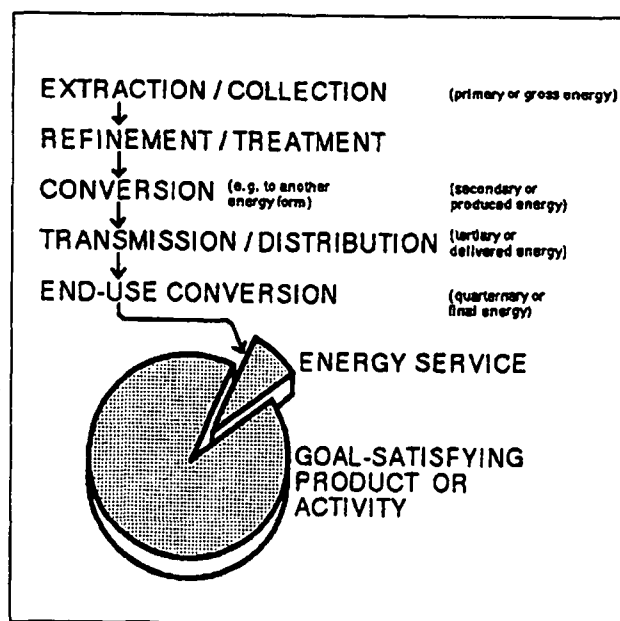 EXTRACTION / COLLECTION (primary or gross energy)
REFINEMENT / TREATMENT
CONVERSION (e.g. to another energy form) (secondary or produced energy)
TRANSMISSION / DISTRIBUTION (tertiary or delivered energy)
END-USE CONVERSION (quarternary or final energy)
ENERGY SERVICE
GOAL-SATISFYING
PRODUCT OR
ACTIVITY